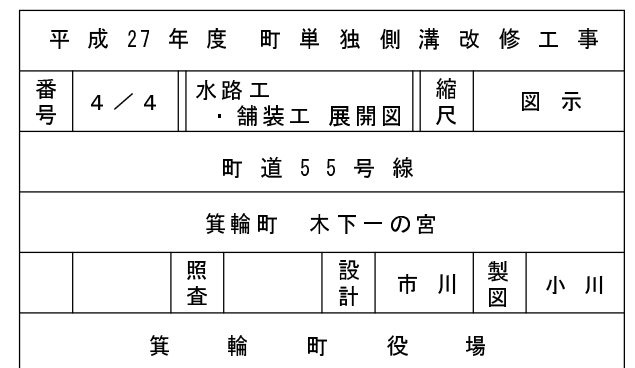 平成27年度 町単独側溝改修工事
番号 4／4 水路工・舗装工 展開図 縮尺 図示
町道55号線
箕輪町 木下一の宮
照査 設計 市川 製図 小川
箕輪町役場